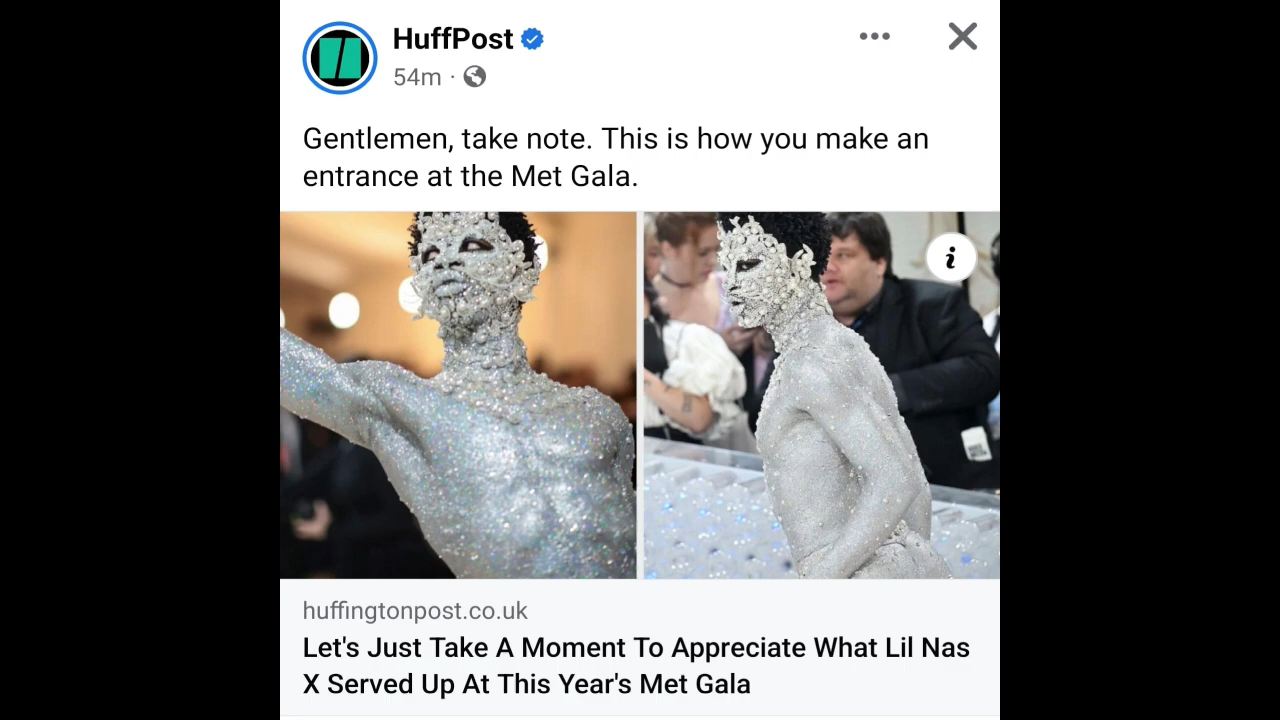 HuffPost
54m ·
Gentlemen, take note. This is how you make an
entrance at the Met Gala.
i
huffingtonpost.co.uk
Let's Just Take A Moment To Appreciate What Lil Nas
X Served Up At This Year's Met Gala